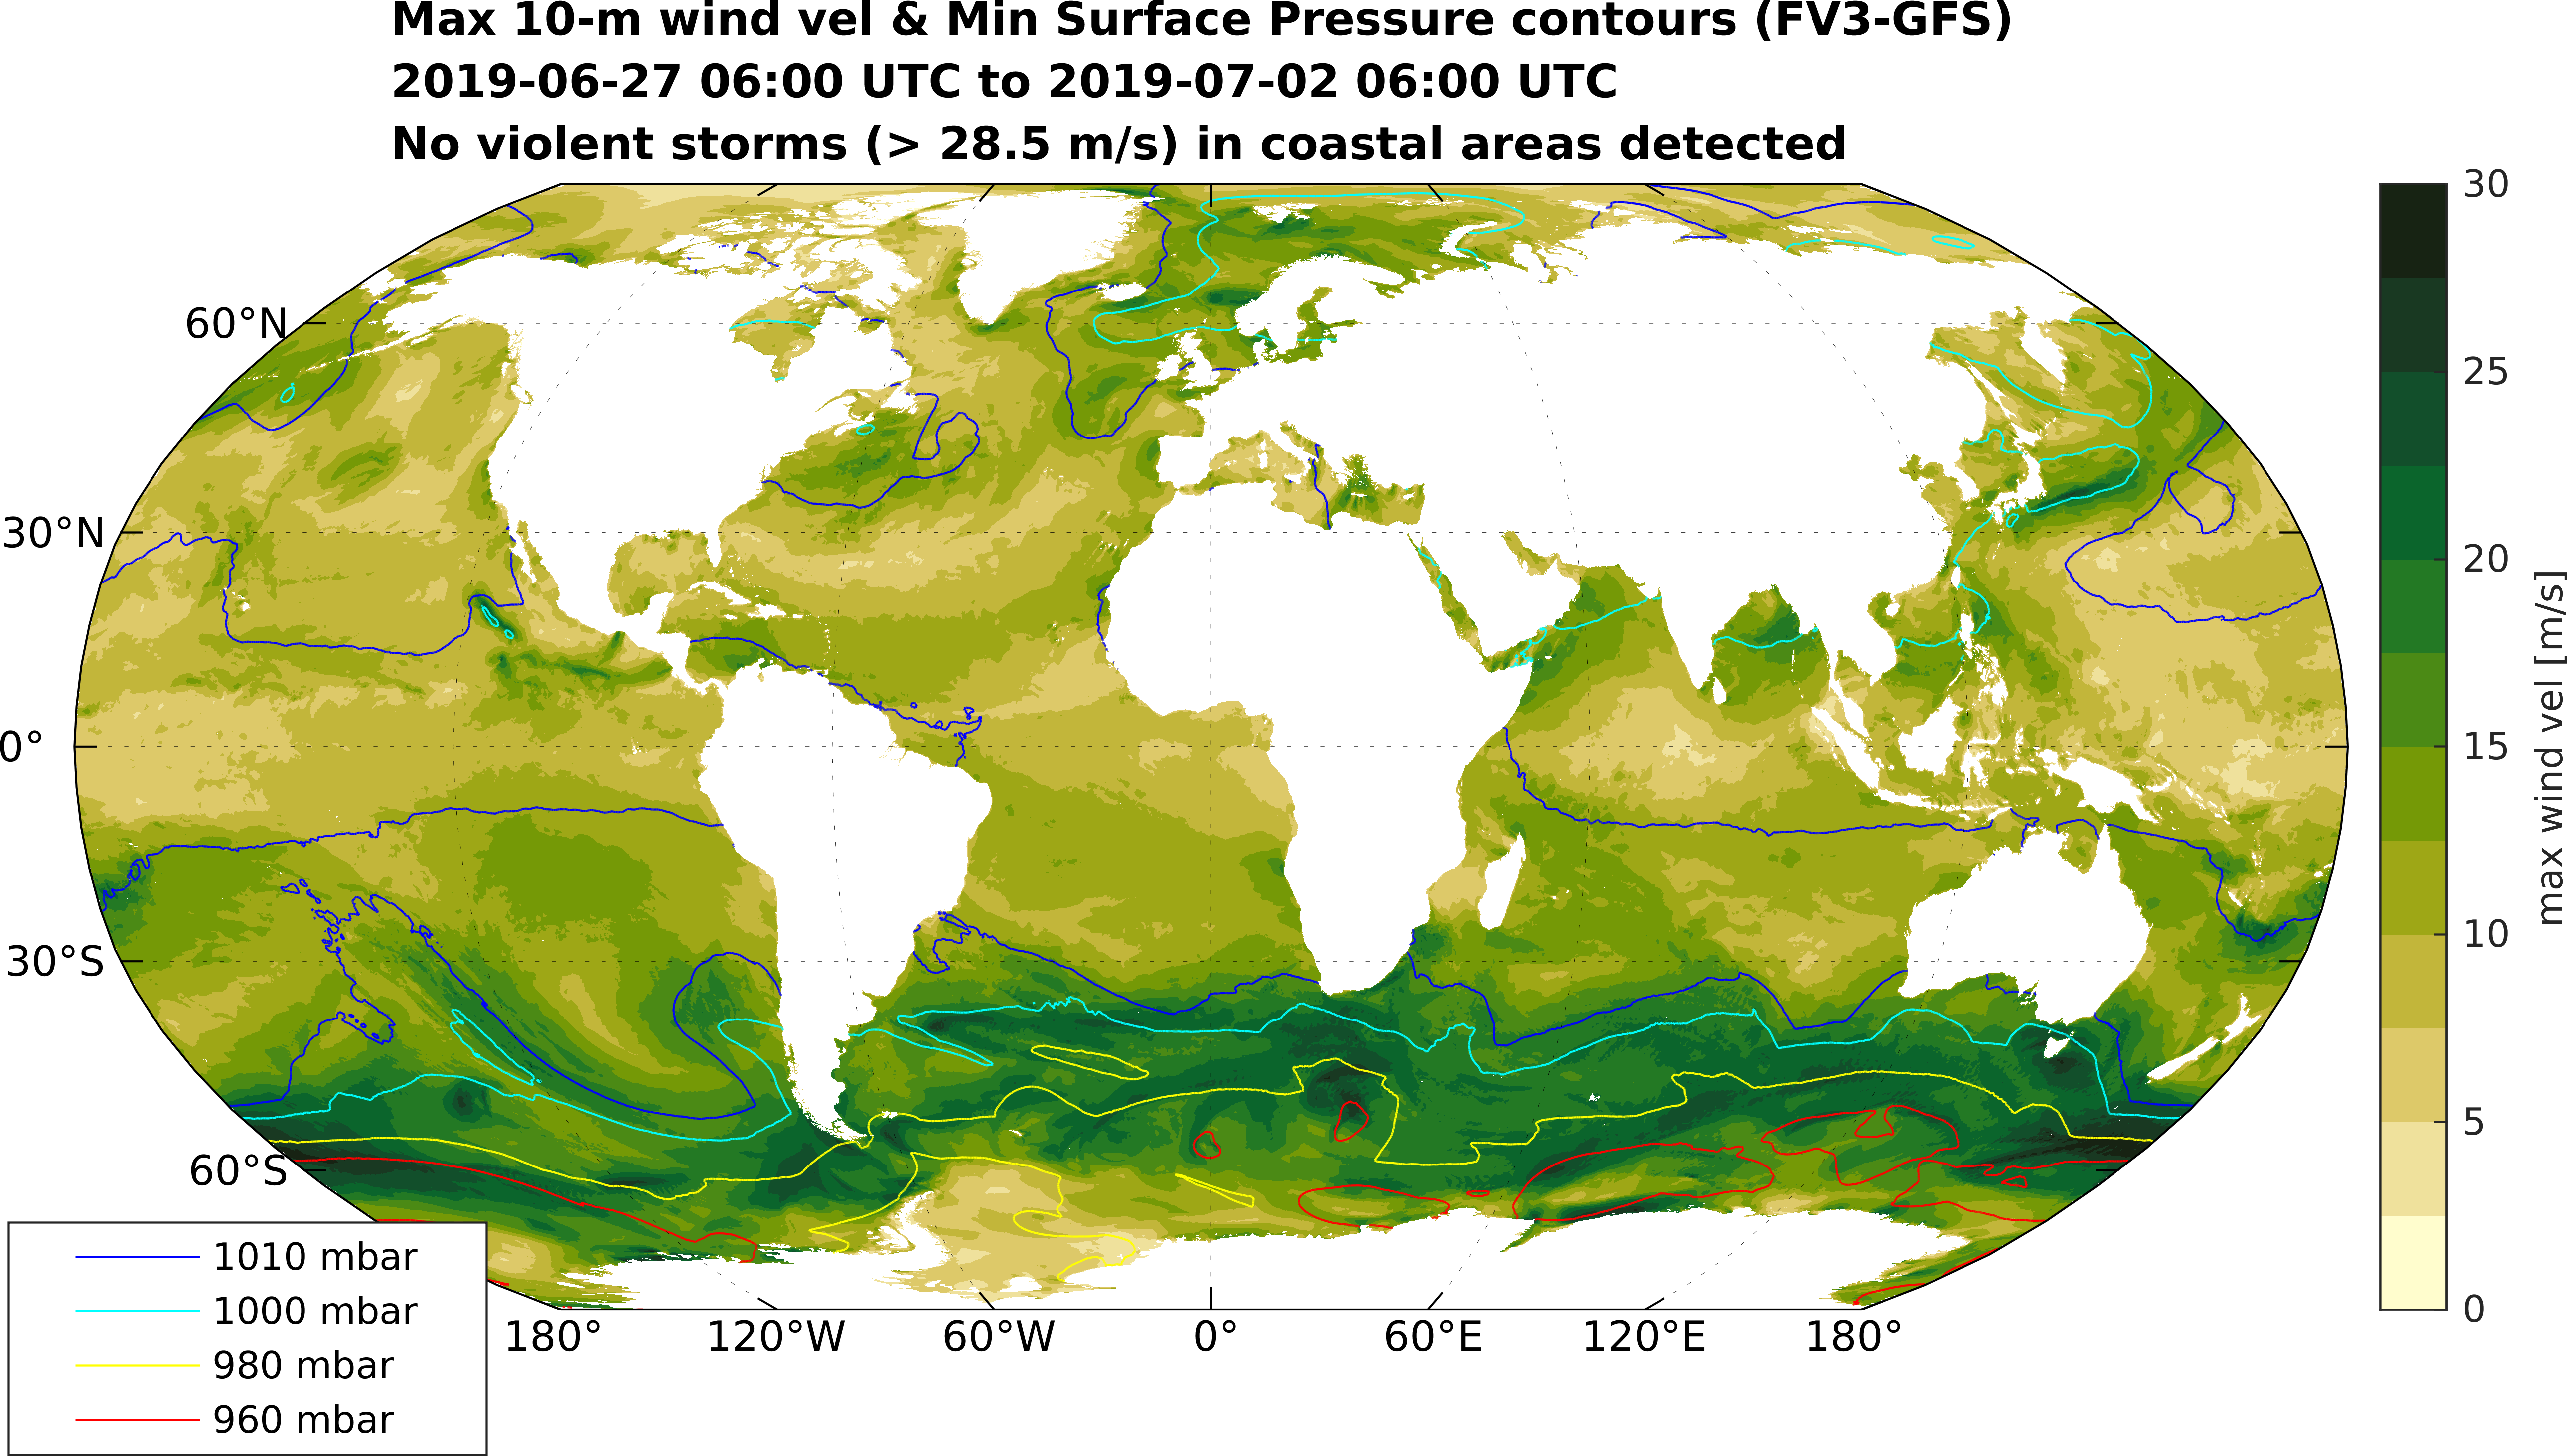 Max 10-m wind vel & Min Surface Pressure contours (FV3-GFS)
2019-06-27 06:00 UTC to 2019-07-02 06:00 UTC
No violent storms (> 28.5 m/s) in coastal areas detected
60°N
30°N
0°
30°S
60°S
180°
120°W
60°W
0°
60°E
120°E
180°
1010 mbar
1000 mbar
980 mbar
960 mbar
30
25
20
15
10
5
0
max wind vel [m/s]